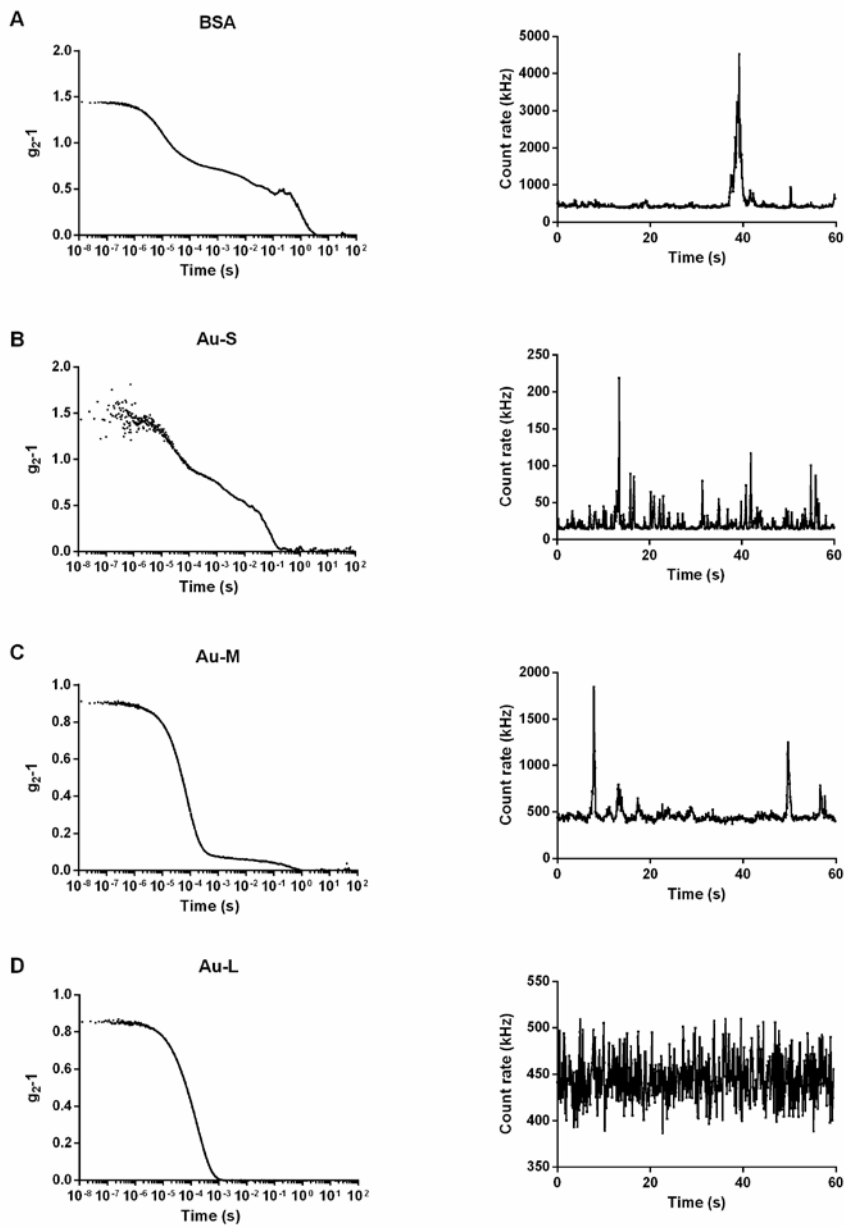 A
BSA
g₂-1
2.0
1.5
1.0
0.5
0.0
10⁻⁸ 10⁻⁷ 10⁻⁶ 10⁻⁵ 10⁻⁴ 10⁻³ 10⁻² 10⁻¹ 10⁰ 10¹ 10²
Time (s)
Count rate (kHz)
5000
4000
3000
2000
1000
0
0 20 40 60
Time (s)
B
Au-S
g₂-1
2.0
1.5
1.0
0.5
0.0
10⁻⁸ 10⁻⁷ 10⁻⁶ 10⁻⁵ 10⁻⁴ 10⁻³ 10⁻² 10⁻¹ 10⁰ 10¹ 10²
Time (s)
Count rate (kHz)
250
200
150
100
50
0
0 20 40 60
Time (s)
C
Au-M
g₂-1
1.0
0.8
0.6
0.4
0.2
0.0
10⁻⁸ 10⁻⁷ 10⁻⁶ 10⁻⁵ 10⁻⁴ 10⁻³ 10⁻² 10⁻¹ 10⁰ 10¹ 10²
Time (s)
Count rate (kHz)
2000
1500
1000
500
0
0 20 40 60
Time (s)
D
Au-L
g₂-1
1.0
0.8
0.6
0.4
0.2
0.0
10⁻⁸ 10⁻⁷ 10⁻⁶ 10⁻⁵ 10⁻⁴ 10⁻³ 10⁻² 10⁻¹ 10⁰ 10¹ 10²
Time (s)
Count rate (kHz)
550
500
450
400
350
0 20 40 60
Time (s)